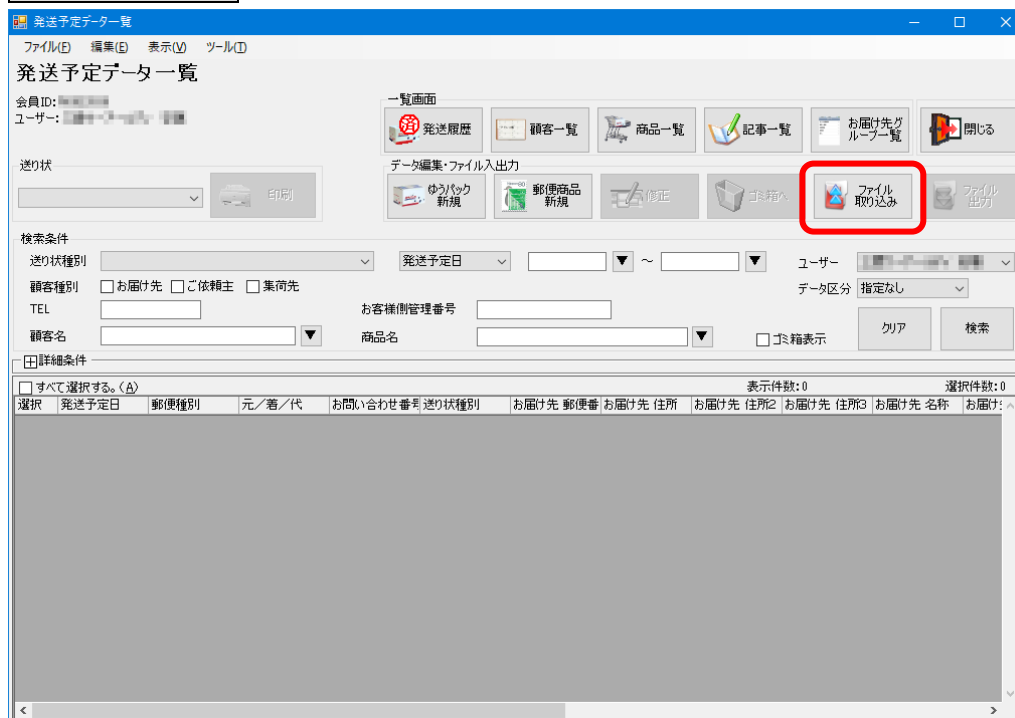 発送予定データ一覧
ファイル(F) 編集(E) 表示(V) ツール(T)
発送予定データ一覧
会員ID:
ユーザー:
一覧画面
発送履歴
顧客一覧
商品一覧
記事一覧
お届け先グ
ループ一覧
閉じる
送り状
印刷
データ編集・ファイル入出力
ゆうパック
新規
郵便商品
新規
修正
ゴミ箱へ
ファイル
取り込み
ファイル
出力
検索条件
送り状種別
発送予定日 ~
ユーザー
顧客種別 お届け先 ご依頼主 集荷先
データ区分 指定なし
TEL
お客様側管理番号
顧客名
商品名
ゴミ箱表示
クリア
検索
詳細条件
すべて選択する。(A) 表示件数:0 選択件数:0
選択 発送予定日 郵便種別 元/着/代 お問い合わせ番号 送り状種別 お届け先 郵便番 お届け先 住所 お届け先 住所2 お届け先 住所3 お届け先 名称 お届け